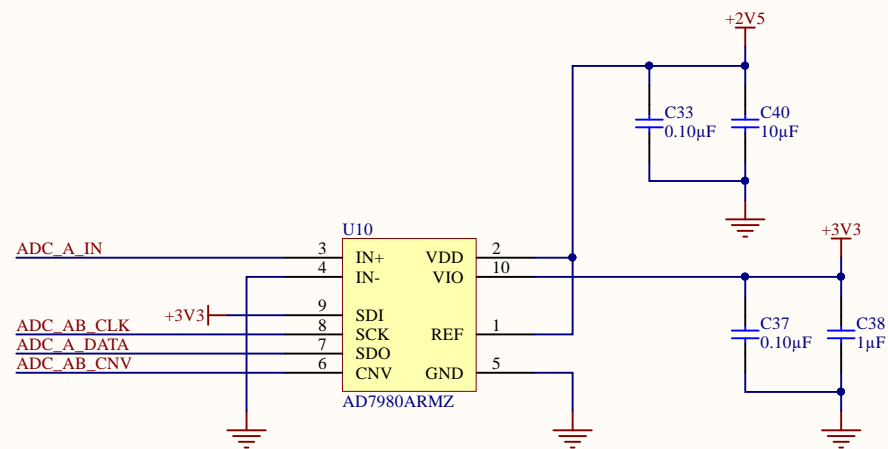 +2V5
C33
0.10µF
C40
10µF
U10
+3V3
ADC_A_IN
3
IN+
VDD
2
4
IN-
VIO
10
+3V3
9
SDI
ADC_AB_CLK
8
SCK
REF
1
C37
0.10µF
C38
1µF
ADC_A_DATA
7
SDO
ADC_AB_CNV
6
CNV
GND
5
AD7980ARMZ